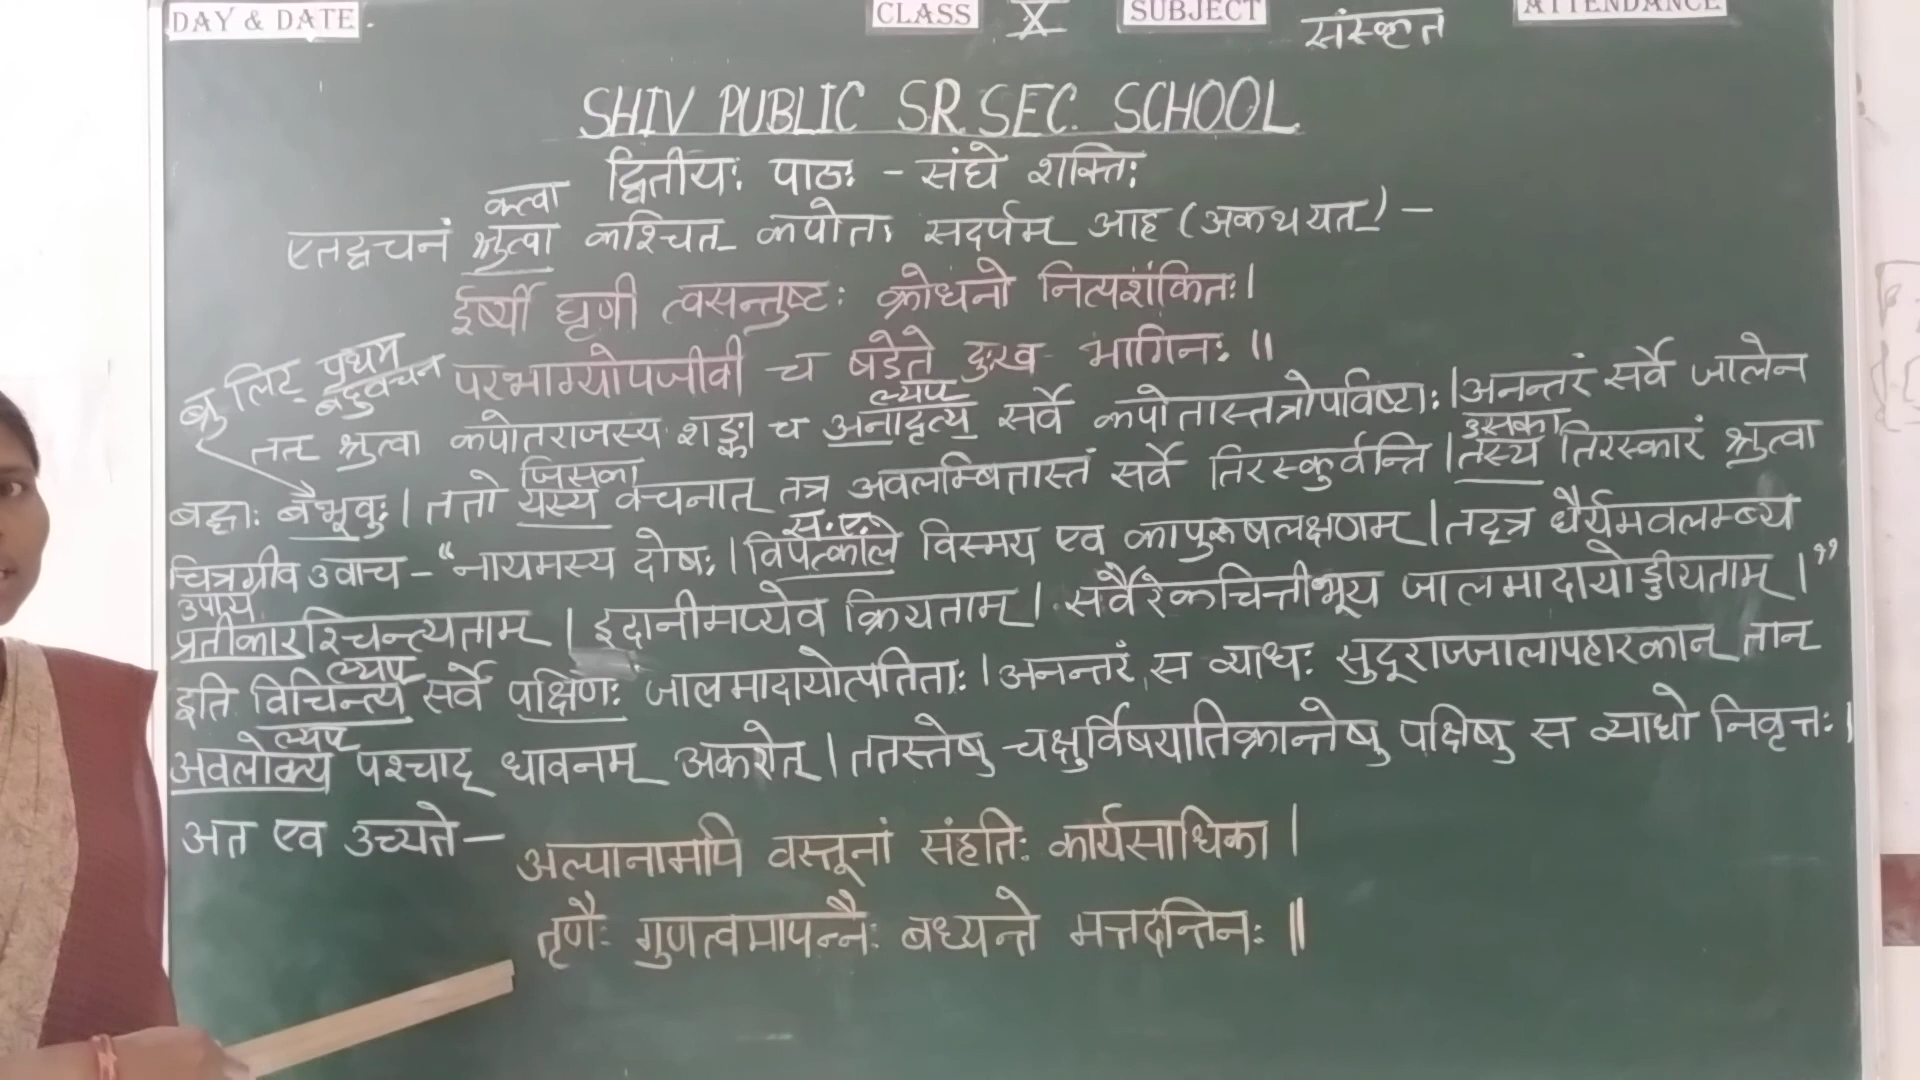 DAY & DATE CLASS X SUBJECT संस्कृत ATTENDANCE
SHIV PUBLIC SR. SEC. SCHOOL
द्वितीयः पाठः - संघे शक्तिः
क्त्वा
एतद्वचनं श्रुत्वा कश्चित् कपोतः सदर्पम् आह (अकथयत्) –
ईर्ष्यी घृणी त्वसन्तुष्टः क्रोधनो नित्यशंकितः।
परभाग्योपजीवी च षडेते दुःख भागिनः ॥
लिट् प्रथम बहुवचन
ल्यप्
तत् श्रुत्वा कपोतराजस्य शङ्का च अनादृत्य सर्वे कपोतास्तत्रोपविष्टाः। अनन्तरं सर्वे जालेन
जिसका उसका
बद्धाः बभूवुः। ततो यस्य वचनात् तत्र अवलम्बितास्तं सर्वे तिरस्कुर्वन्ति। तस्य तिरस्कारं श्रुत्वा
स.ए.
चित्रग्रीव उवाच – "नायमस्य दोषः। विपत्काले विस्मय एव कापुरूषलक्षणम्। तदत्र धैर्यमवलम्ब्य
उपाय
प्रतीकारश्चिन्त्यताम्। इदानीमप्येव क्रियताम्। सर्वैरेकचित्तीभूय जालमादायोड्डीयताम्।"
ल्यप्
इति विचिन्त्य सर्वे पक्षिणः जालमादायोत्पतिताः। अनन्तरं स व्याधः सुदूराज्जालापहारकान् तान्
ल्यप्
अवलोक्य पश्चाद् धावनम् अकरोत्। ततस्तेषु चक्षुर्विषयातिक्रान्तेषु पक्षिषु स व्याधो निवृत्तः।
अत एव उच्यते –
अल्पानामपि वस्तूनां संहतिः कार्यसाधिका।
तृणैः गुणत्वमापन्नैः बध्यन्ते मत्तदन्तिनः ॥